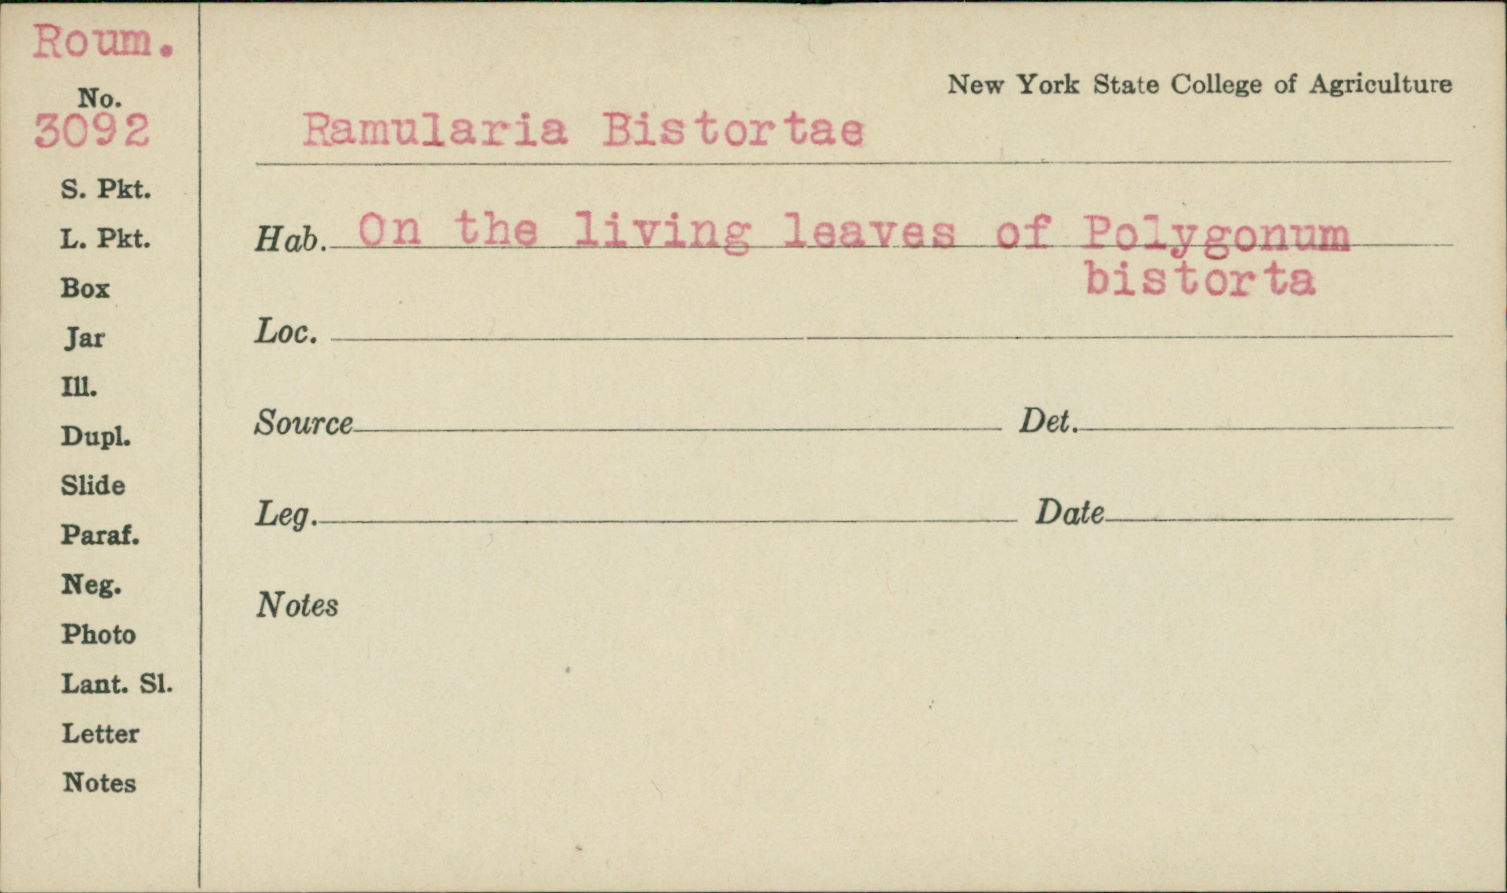 Roum.
No.
3092
S. Pkt.
L. Pkt.
Box
Jar
Ill.
Dupl.
Slide
Paraf.
Neg.
Photo
Lant. Sl.
Letter
Notes
New York State College of Agriculture
Ramularia Bistortae
Hab. On the living leaves of Polygonum
bistorta
Loc.
Source Det.
Leg. Date
Notes